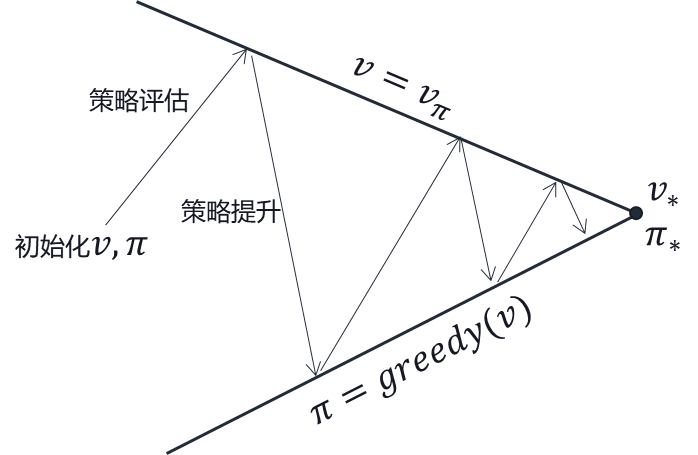 v = v_π
策略评估
策略提升
初始化v, π
v_*
π_*
π = greedy(v)